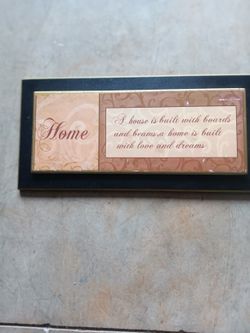 Home
A house is built with boards
and beams, a home is built
with love and dreams